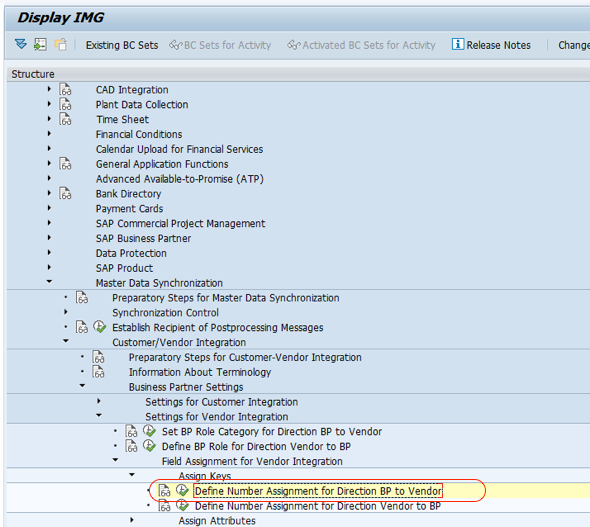 Display IMG
Existing BC Sets BC Sets for Activity Activated BC Sets for Activity Release Notes Change
Structure
CAD Integration
Plant Data Collection
Time Sheet
Financial Conditions
Calendar Upload for Financial Services
General Application Functions
Advanced Available-to-Promise (ATP)
Bank Directory
Payment Cards
SAP Commercial Project Management
SAP Business Partner
Data Protection
SAP Product
Master Data Synchronization
Preparatory Steps for Master Data Synchronization
Synchronization Control
Establish Recipient of Postprocessing Messages
Customer/Vendor Integration
Preparatory Steps for Customer-Vendor Integration
Information About Terminology
Business Partner Settings
Settings for Customer Integration
Settings for Vendor Integration
Set BP Role Category for Direction BP to Vendor
Define BP Role for Direction Vendor to BP
Field Assignment for Vendor Integration
Assign Keys
Define Number Assignment for Direction BP to Vendor
Define Number Assignment for Direction Vendor to BP
Assign Attributes